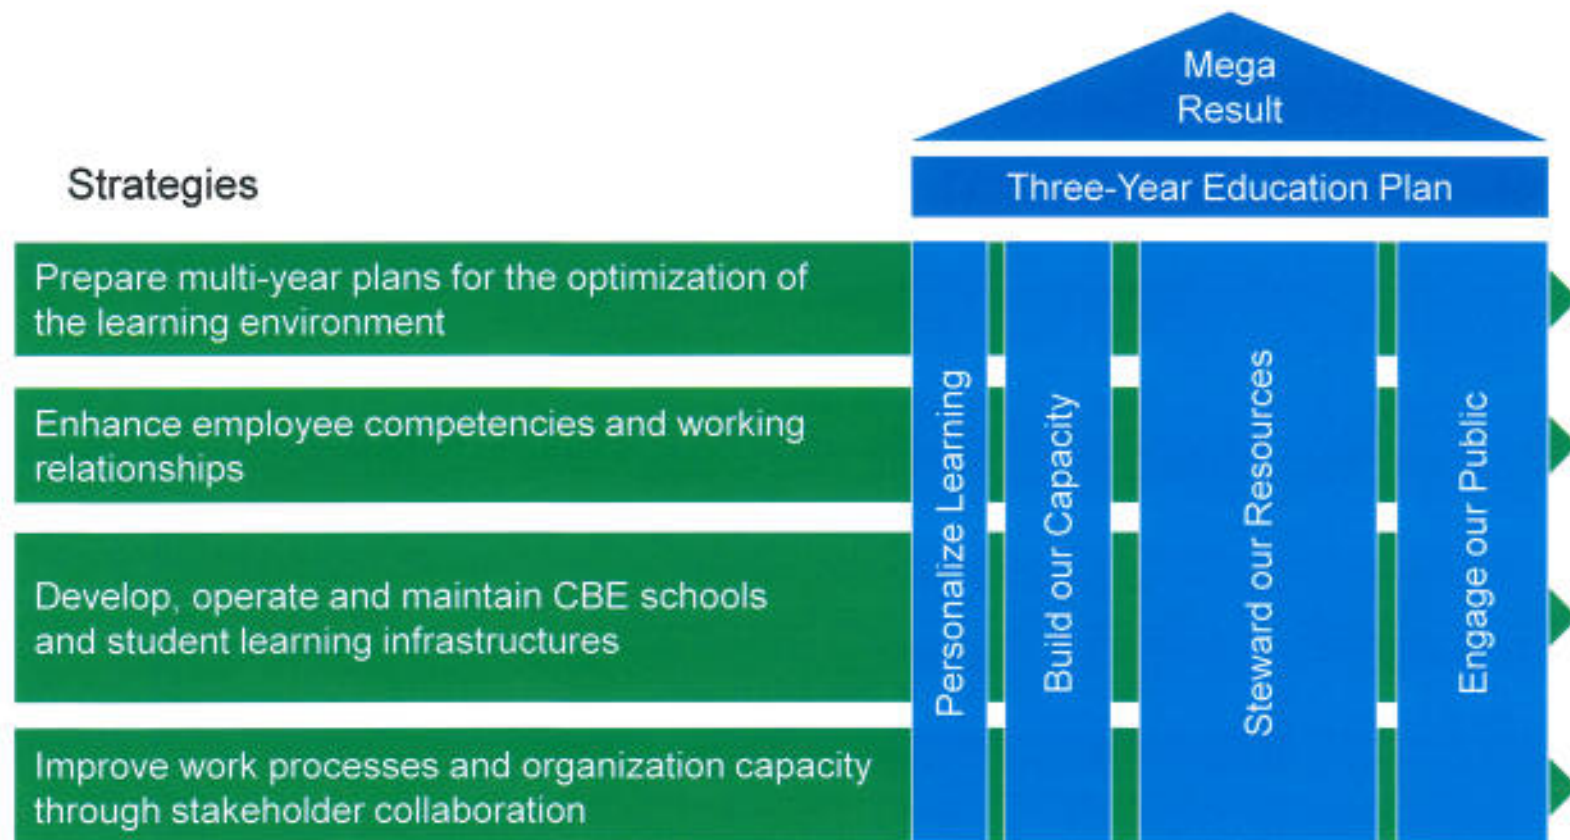 Mega
Result
Three-Year Education Plan
Strategies
Prepare multi-year plans for the optimization of
the learning environment
Enhance employee competencies and working
relationships
Develop, operate and maintain CBE schools
and student learning infrastructures
Improve work processes and organization capacity
through stakeholder collaboration
Personalize Learning
Build our Capacity
Steward our Resources
Engage our Public